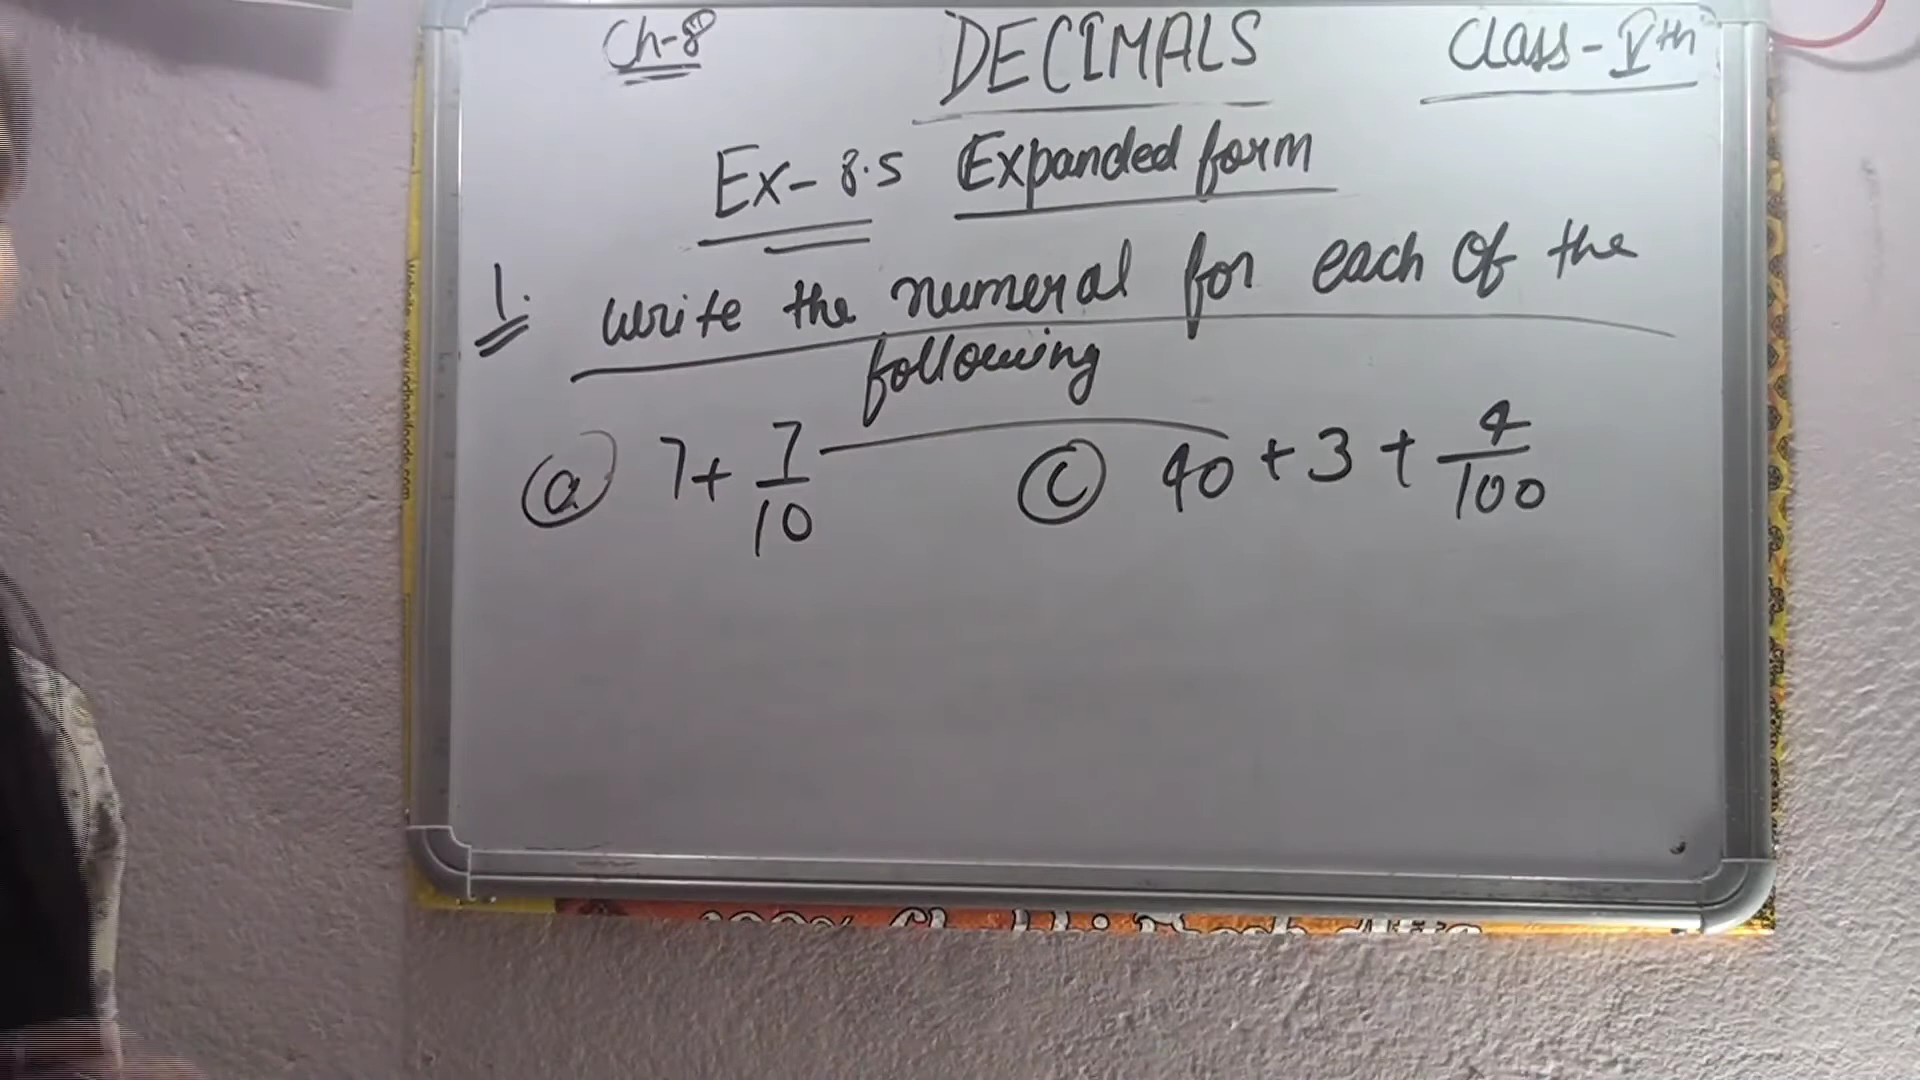 Ch-8 DECIMALS Class-Vth
Ex-8.5 Expanded form
1. write the numeral for each of the
following
(a) 7+ 7/10 (c) 40+3+ 4/100